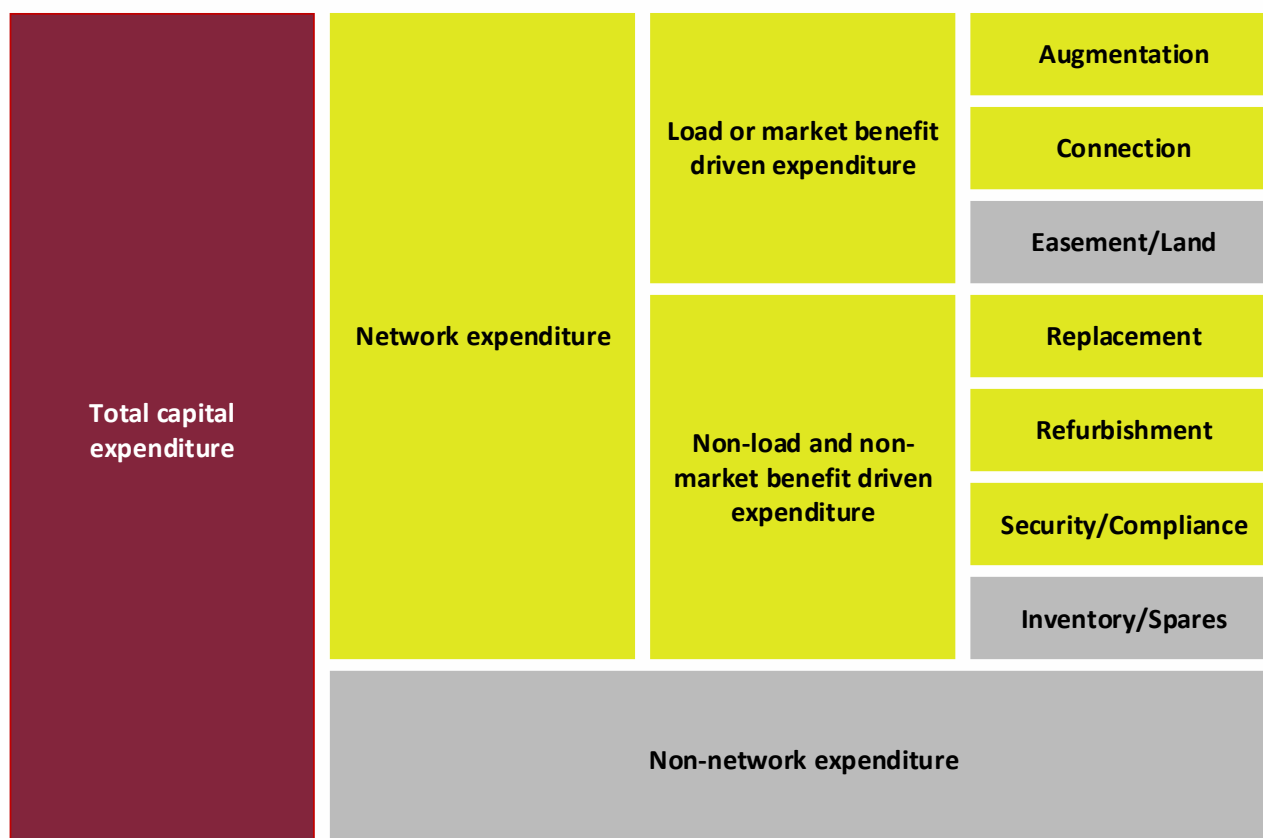 Total capital
expenditure
Network expenditure
Load or market benefit
driven expenditure
Non-load and non-
market benefit driven
expenditure
Augmentation
Connection
Easement/Land
Replacement
Refurbishment
Security/Compliance
Inventory/Spares
Non-network expenditure